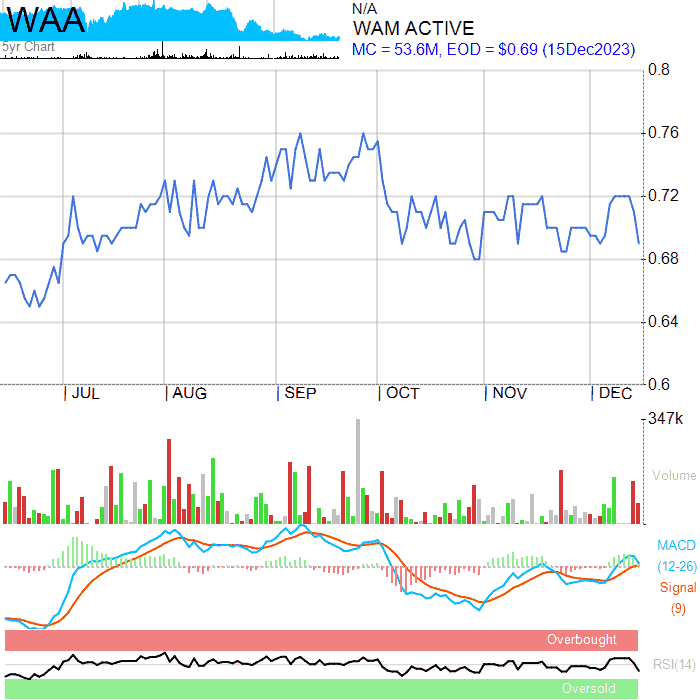 WAA
5yr Chart
N/A
WAM ACTIVE
MC = 53.6M, EOD = $0.69 (15Dec2023)
0.8
0.76
0.72
0.68
0.64
0.6
JUL
AUG
SEP
OCT
NOV
DEC
347k
Volume
MACD
(12-26)
Signal
(9)
Overbought
RSI(14)
Oversold